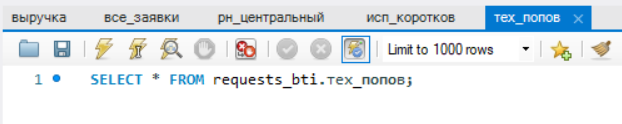 выручка все_заявки рн_центральный исп_коротков тех_попов ×
Limit to 1000 rows
1 SELECT * FROM requests_bti.тех_попов;